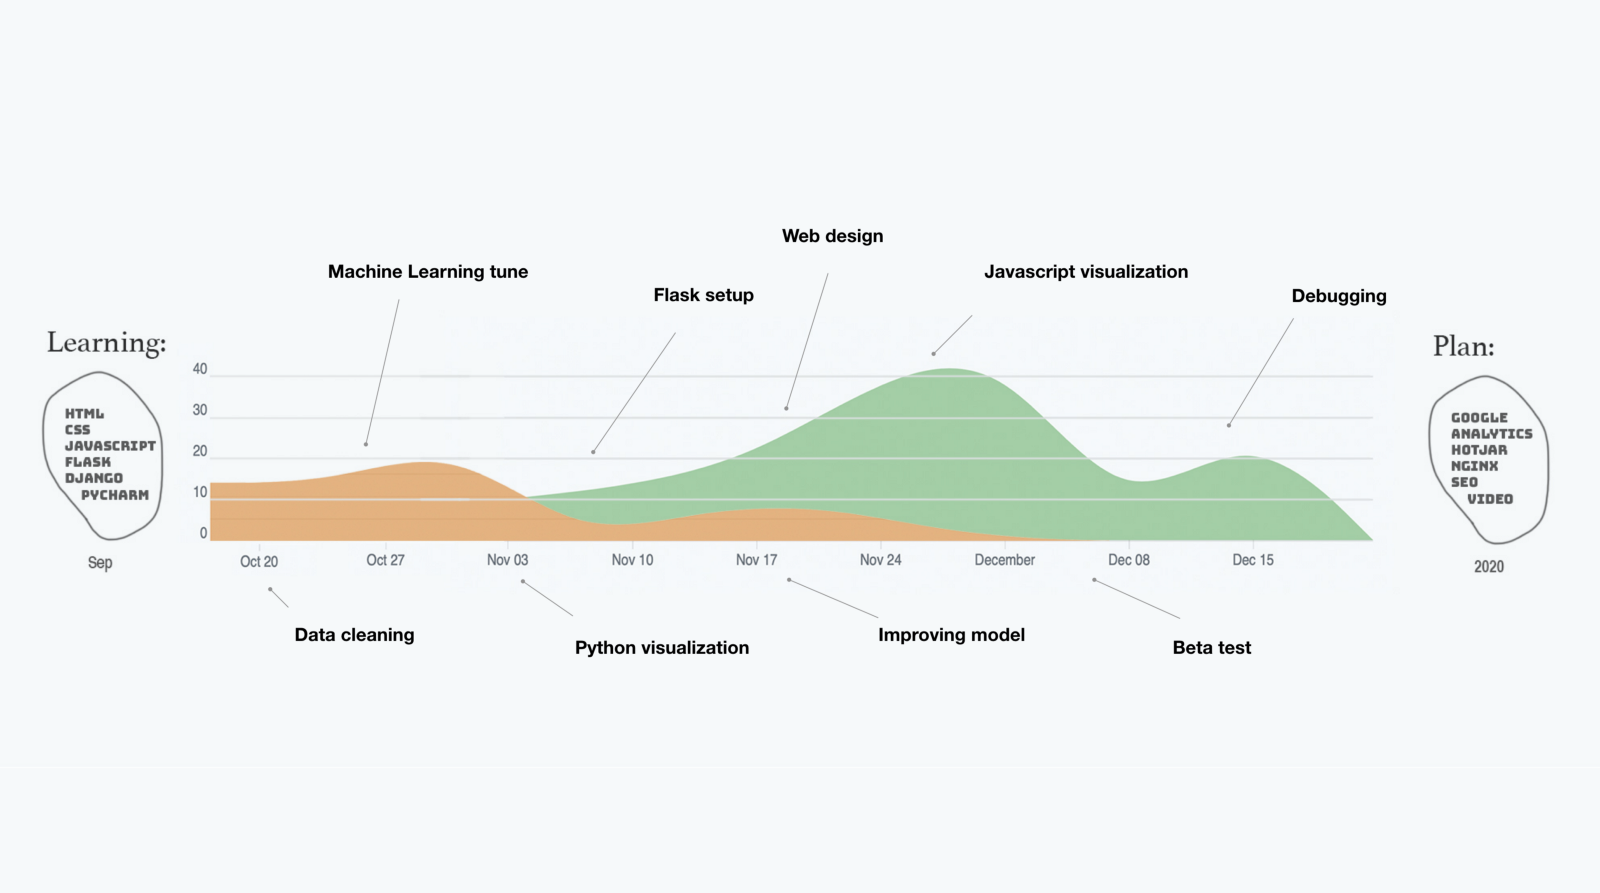 Web design
Machine Learning tune
Javascript visualization
Flask setup
Debugging
Learning:
HTML
CSS
JAVASCRIPT
FLASK
DJANGO
PYCHARM
Sep
40
30
20
10
0
Oct 20
Oct 27
Nov 03
Nov 10
Nov 17
Nov 24
December
Dec 08
Dec 15
Plan:
GOOGLE
ANALYTICS
HOTJAR
NGINX
SEO
VIDEO
2020
Data cleaning
Python visualization
Improving model
Beta test